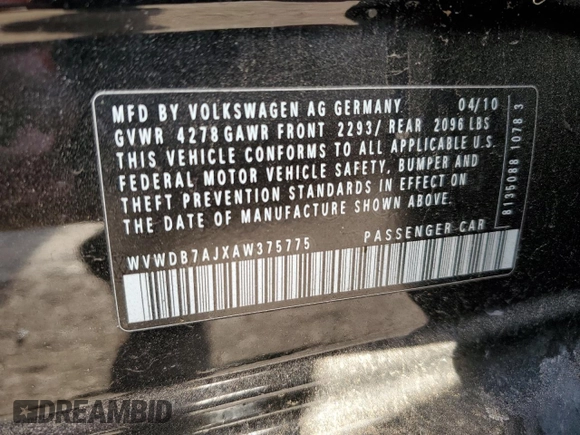 MFD BY VOLKSWAGEN AG GERMANY 04/10
GVWR 4278 GAWR FRONT 2293/ REAR 2096 LBS
THIS VEHICLE CONFORMS TO ALL APPLICABLE U.S.
FEDERAL MOTOR VEHICLE SAFETY, BUMPER AND
THEFT PREVENTION STANDARDS IN EFFECT ON
THE DATE OF MANUFACTURE SHOWN ABOVE.
WVWDB7AJXAW375775 PASSENGER CAR
8135088 1078 3
DREAMBID